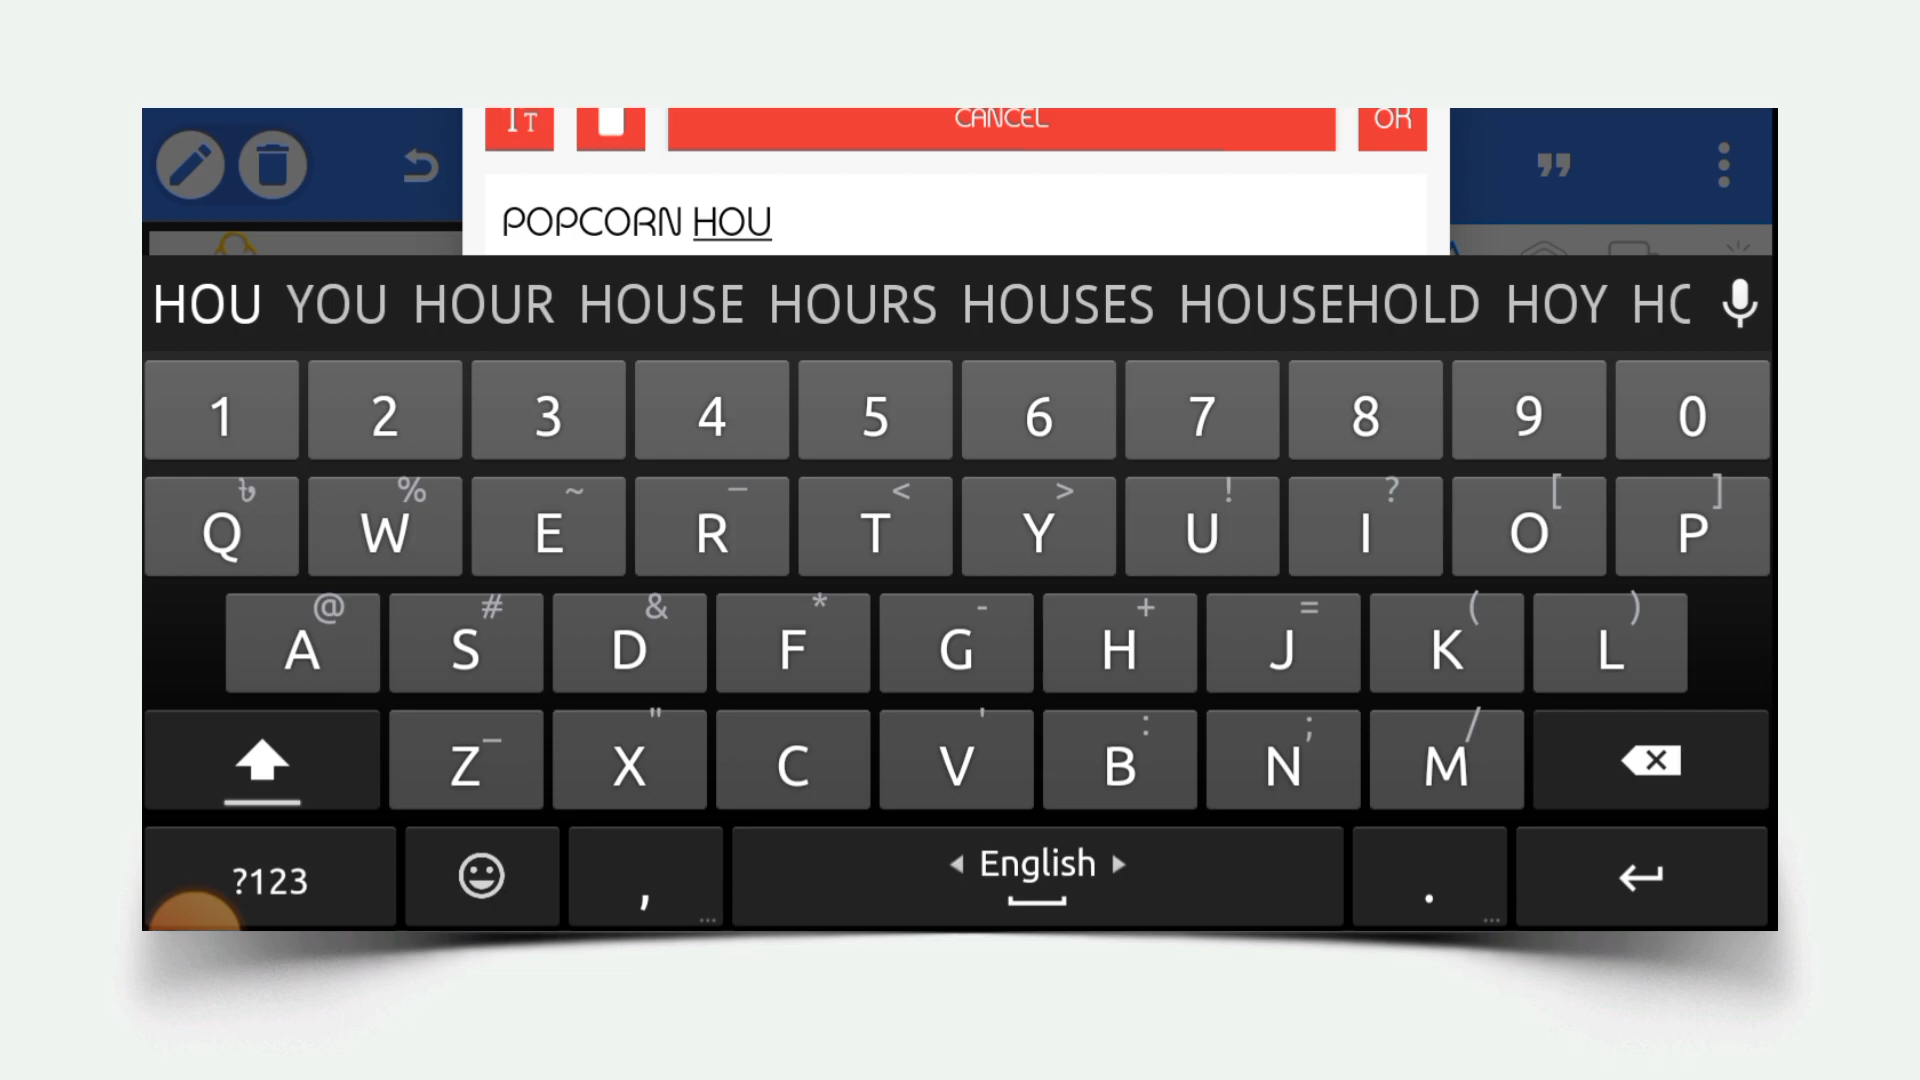 TT CANCEL OK
POPCORN HOU
HOU YOU HOUR HOUSE HOURS HOUSES HOUSEHOLD HOY
1 2 3 4 5 6 7 8 9 0
৳ % ~ – < > ! ? [ ]
Q W E R T Y U I O P
@ # & * - + = ( )
A S D F G H J K L
_ " ' : ; /
Z X C V B N M
?123 , ◂ English ▸ .